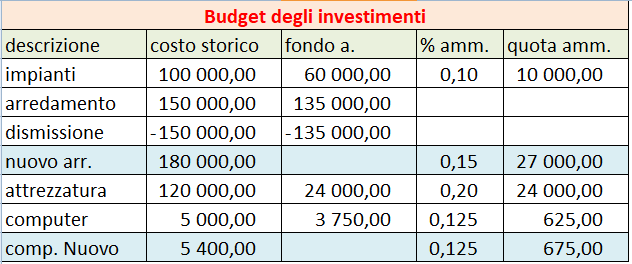 Budget degli investimenti
descrizione costo storico fondo a. % amm. quota amm.
impianti 100 000,00 60 000,00 0,10 10 000,00
arredamento 150 000,00 135 000,00
dismissione -150 000,00 -135 000,00
nuovo arr. 180 000,00 0,15 27 000,00
attrezzatura 120 000,00 24 000,00 0,20 24 000,00
computer 5 000,00 3 750,00 0,125 625,00
comp. Nuovo 5 400,00 0,125 675,00